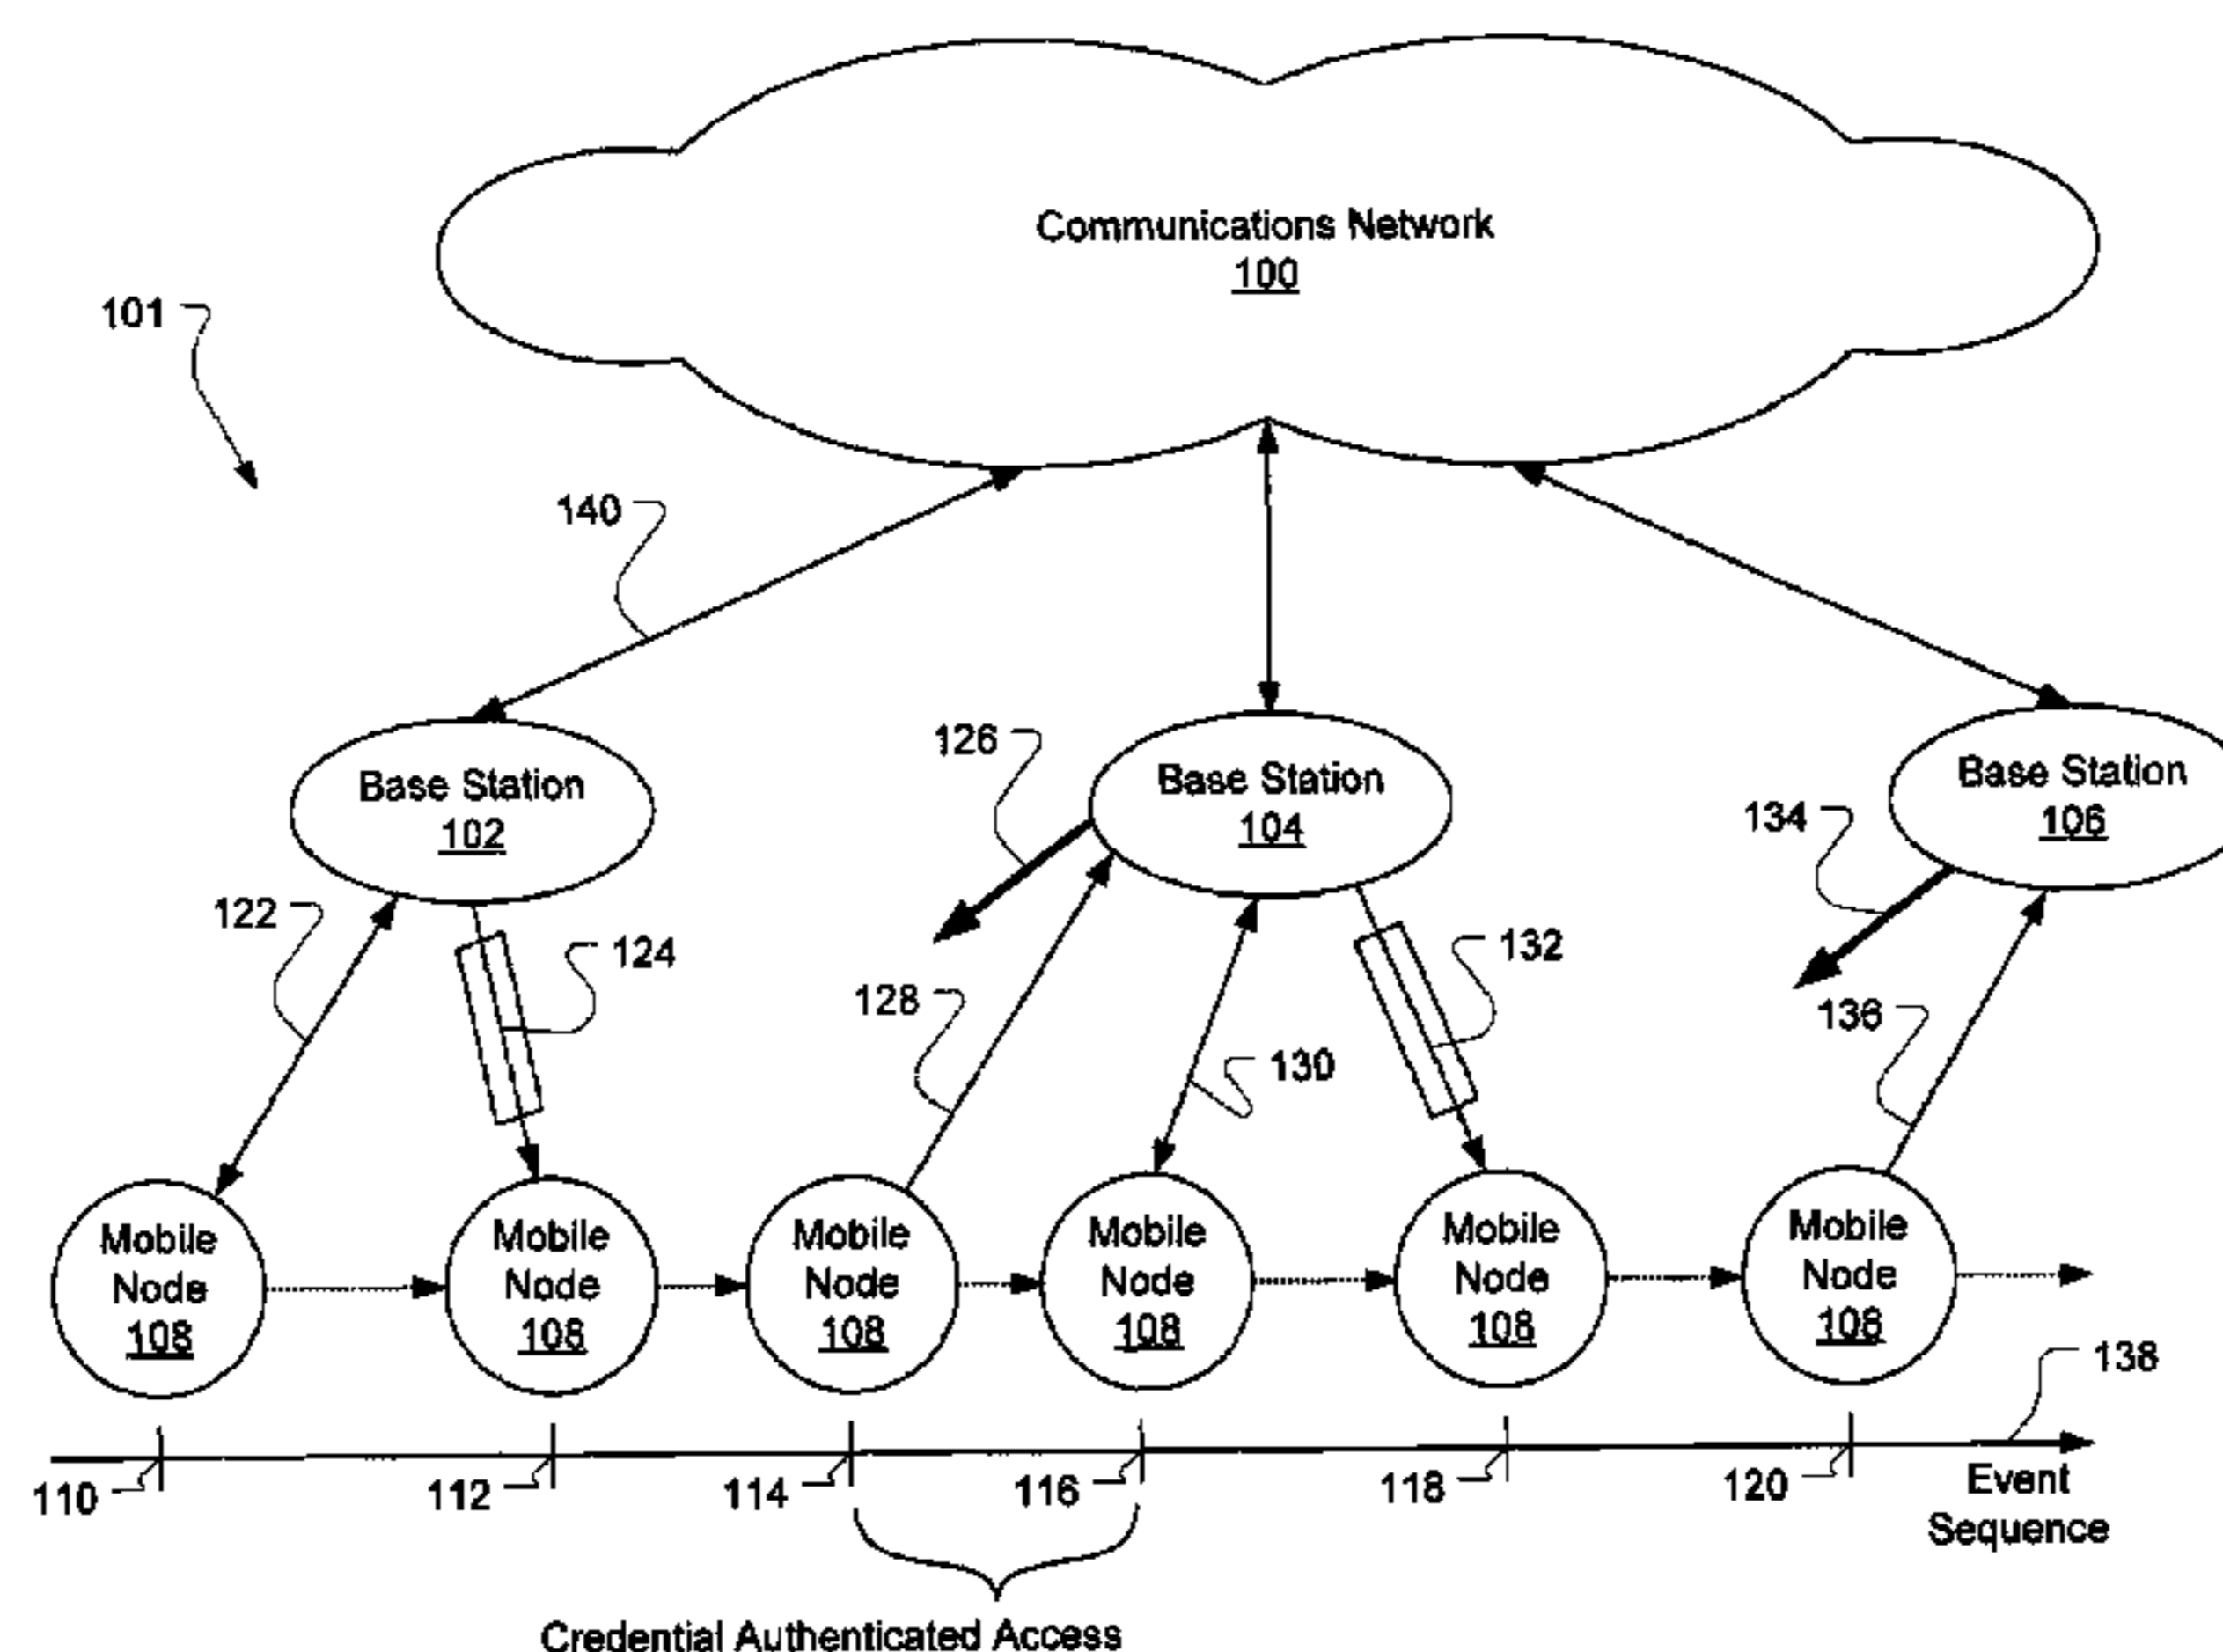 Communications Network
100
101
140
126
Base Station
102
Base Station
104
Base Station
106
134
122
124
128
132
136
130
Mobile
Node
108
Mobile
Node
108
Mobile
Node
108
Mobile
Node
108
Mobile
Node
108
Mobile
Node
108
138
110
112
114
116
118
120
Event
Sequence
Credential Authenticated Access